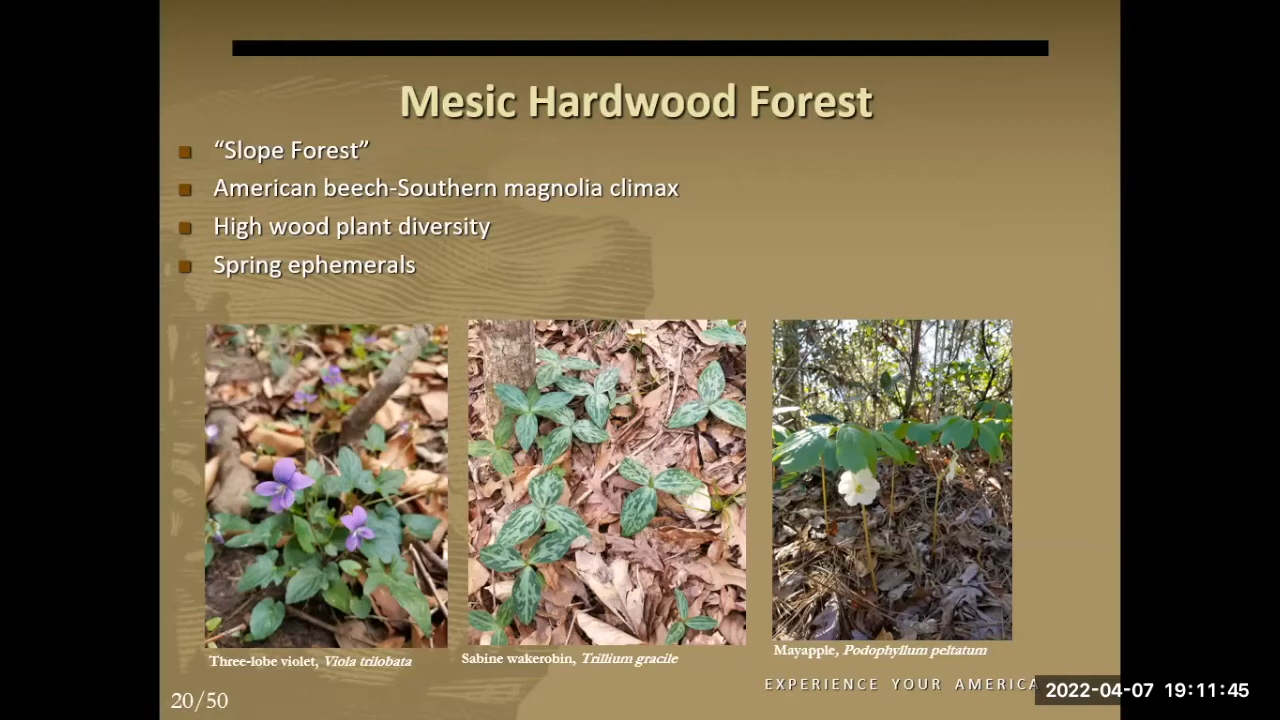 Mesic Hardwood Forest
“Slope Forest”
American beech-Southern magnolia climax
High wood plant diversity
Spring ephemerals
Three-lobe violet, Viola trilobata
Sabine wakerobin, Trillium gracile
Mayapple, Podophyllum peltatum
EXPERIENCE YOUR AMERICA
2022-04-07 19:11:45
20/50